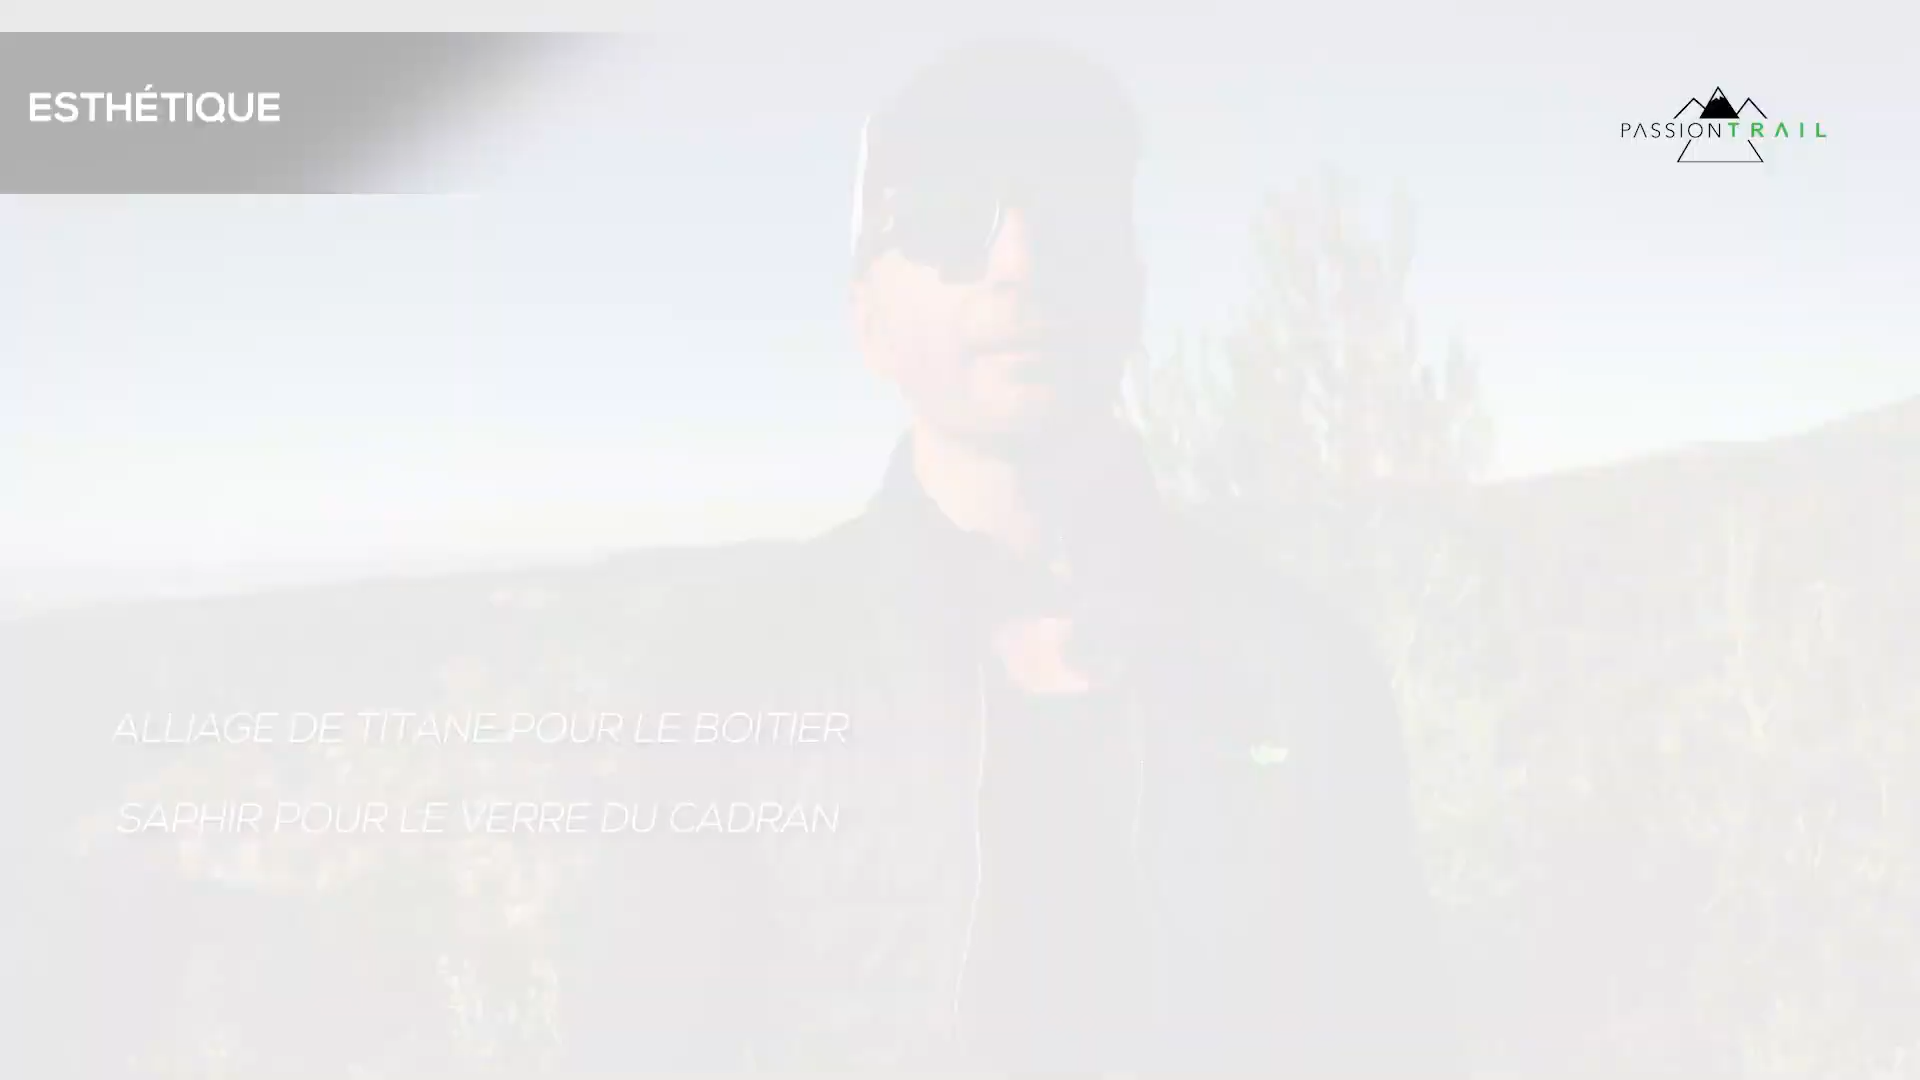 ESTHÉTIQUE
PASSIONTRAIL
ALLIAGE DE TITANE POUR LE BOITIER
SAPHIR POUR LE VERRE DU CADRAN